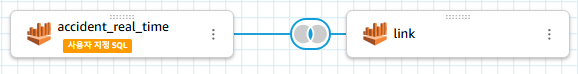 accident_real_time
사용자 지정 SQL
link